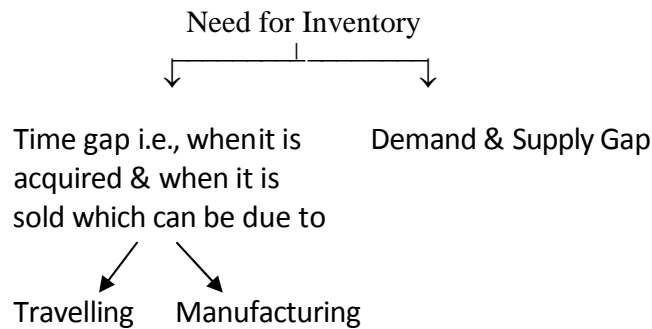 Need for Inventory
Time gap i.e., whenit is
acquired & when it is
sold which can be due to
Demand & Supply Gap
Travelling
Manufacturing